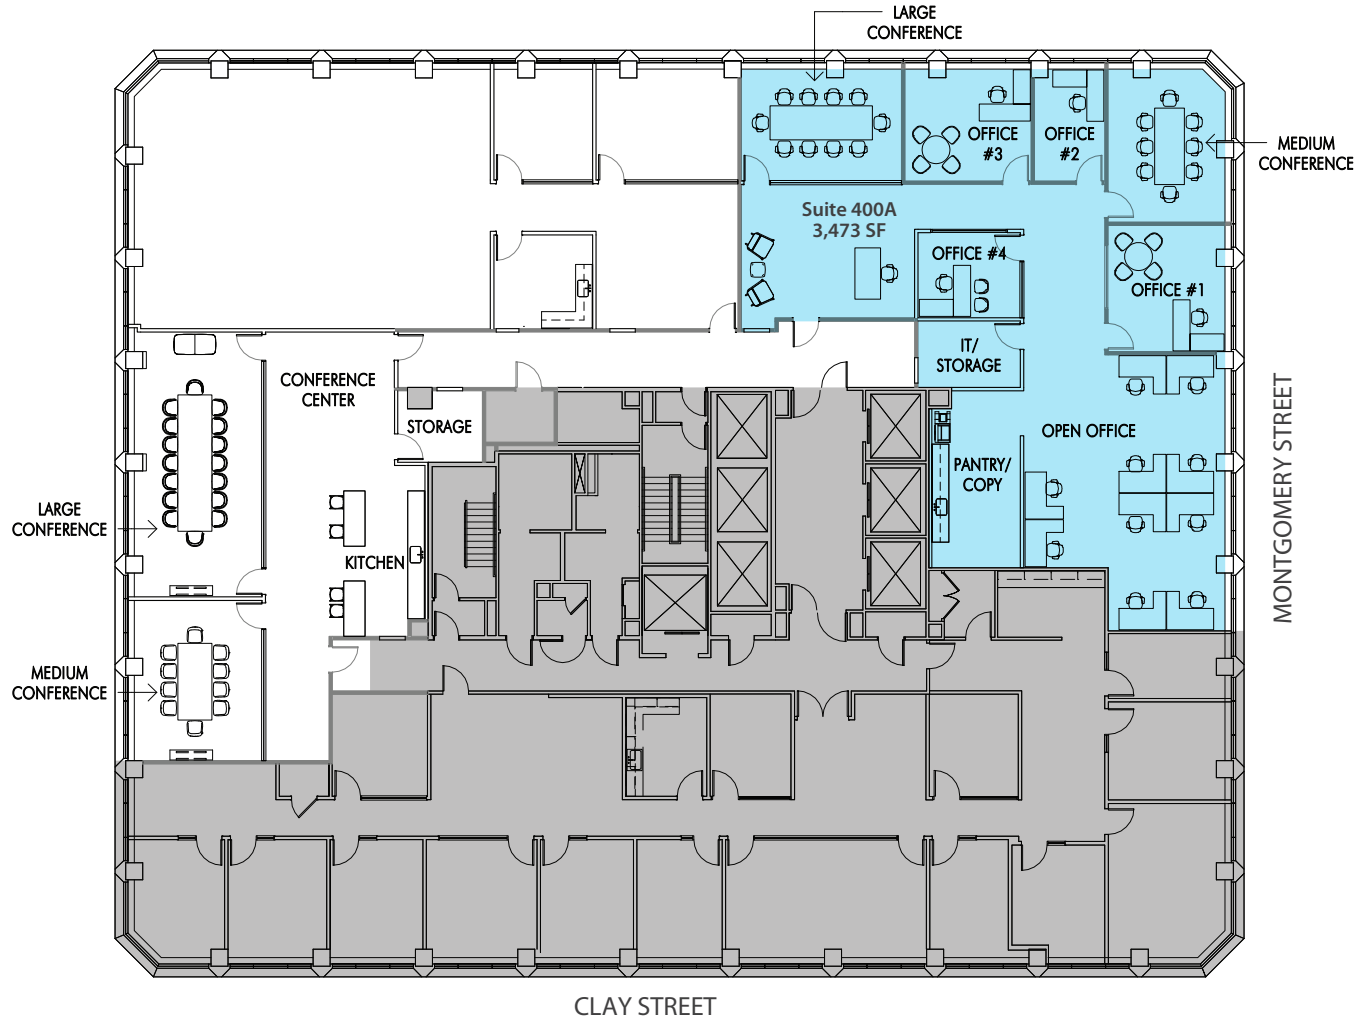 LARGE
CONFERENCE
OFFICE
#3
OFFICE
#2
MEDIUM
CONFERENCE
Suite 400A
3,473 SF
OFFICE #4
OFFICE #1
IT/
STORAGE
CONFERENCE
CENTER
STORAGE
OPEN OFFICE
PANTRY/
COPY
MONTGOMERY STREET
LARGE
CONFERENCE
KITCHEN
MEDIUM
CONFERENCE
CLAY STREET